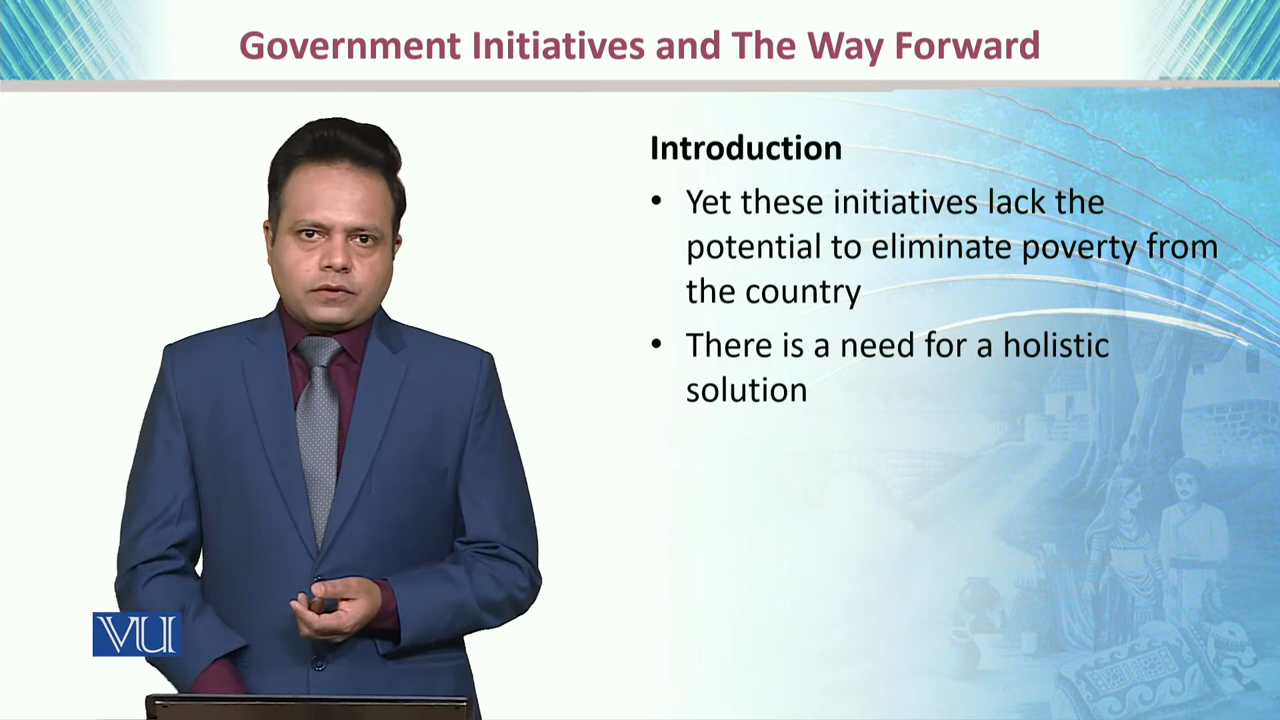 Government Initiatives and The Way Forward
Introduction
• Yet these initiatives lack the
potential to eliminate poverty from
the country
• There is a need for a holistic
solution
VU